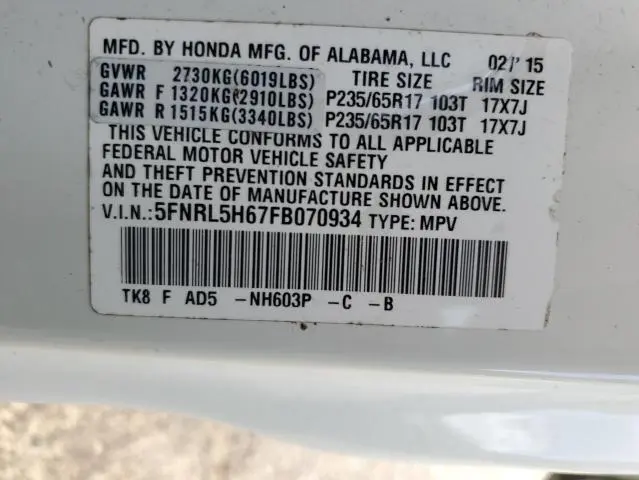 MFD. BY HONDA MFG. OF ALABAMA, LLC 02/15
GVWR 2730KG(6019LBS) TIRE SIZE RIM SIZE
GAWR F 1320KG(2910LBS) P235/65R17 103T 17X7J
GAWR R 1515KG(3340LBS) P235/65R17 103T 17X7J
THIS VEHICLE CONFORMS TO ALL APPLICABLE
FEDERAL MOTOR VEHICLE SAFETY
AND THEFT PREVENTION STANDARDS IN EFFECT
ON THE DATE OF MANUFACTURE SHOWN ABOVE.
V.I.N.:5FNRL5H67FB070934 TYPE: MPV
TK8 F AD5 -NH603P -C -B